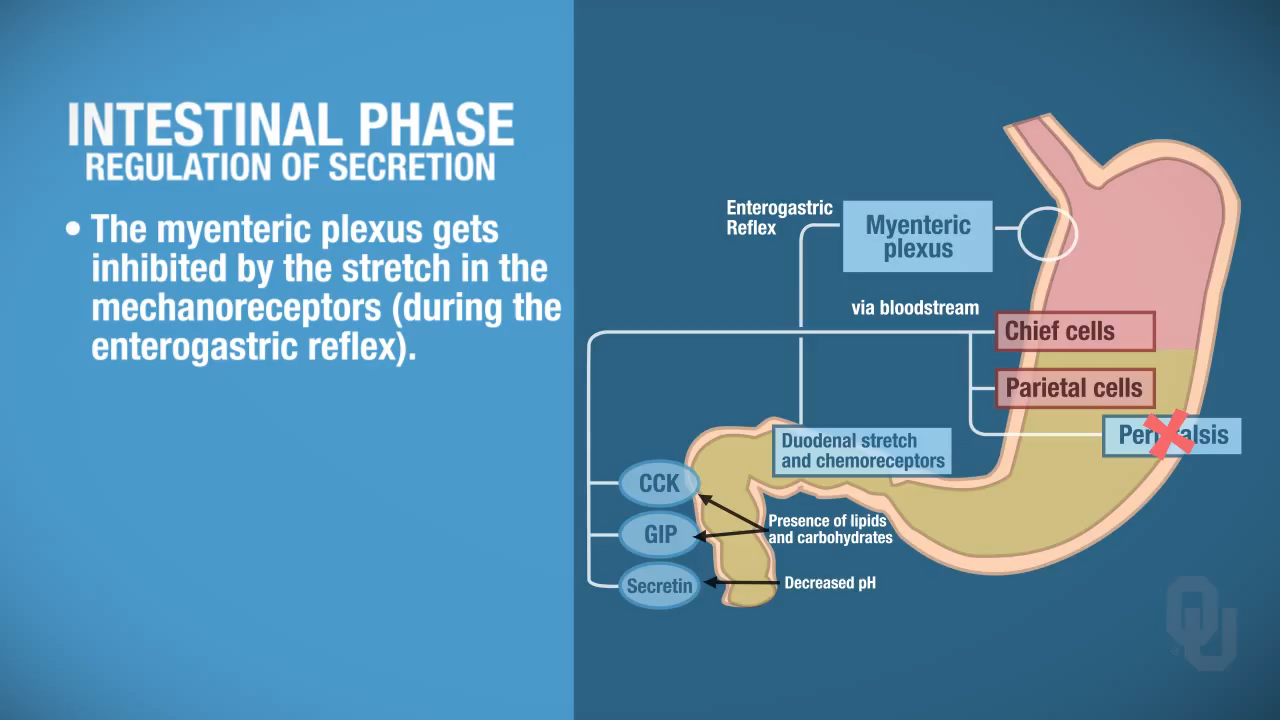 INTESTINAL PHASE
REGULATION OF SECRETION
• The myenteric plexus gets
inhibited by the stretch in the
mechanoreceptors (during the
enterogastric reflex).
Enterogastric
Reflex
Myenteric
plexus
via bloodstream
Chief cells
Parietal cells
Duodenal stretch
and chemoreceptors
CCK
GIP
Secretin
Presence of lipids
and carbohydrates
Decreased pH
OU